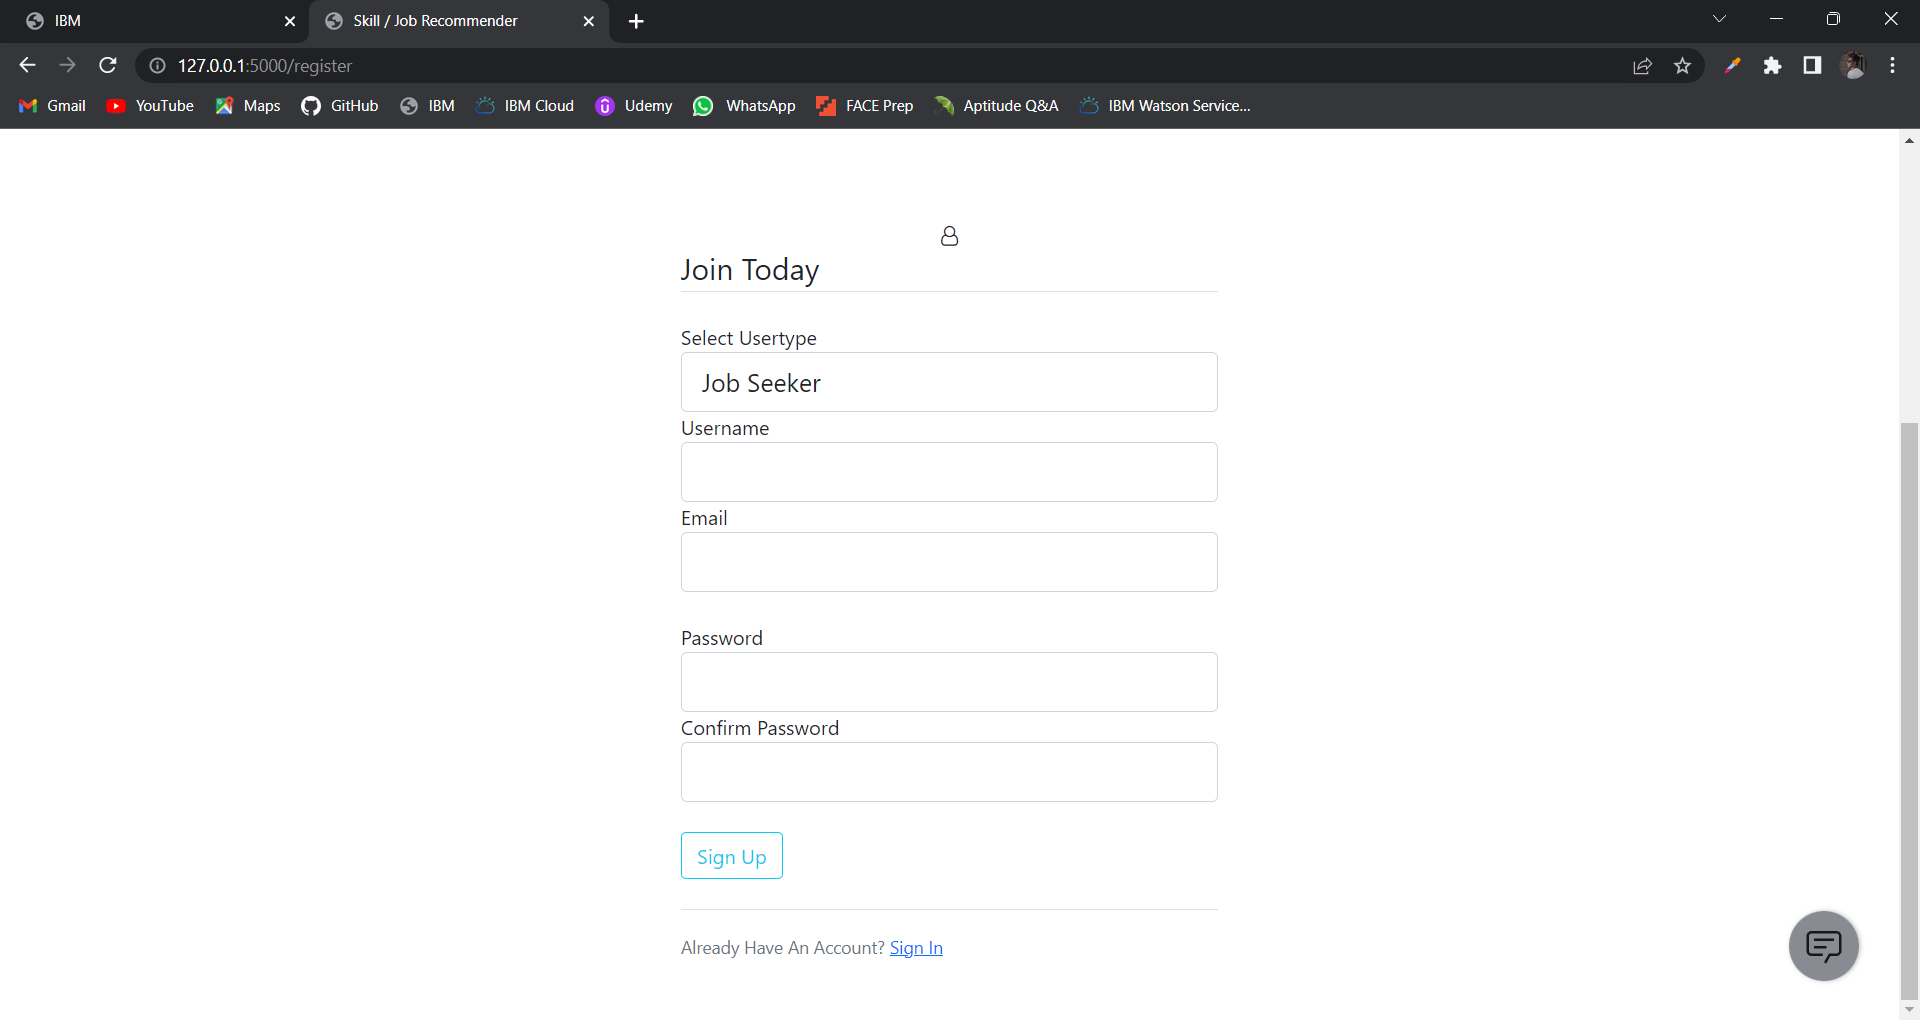 IBM
Skill / Job Recommender
127.0.0.1:5000/register
Gmail YouTube Maps GitHub IBM IBM Cloud Udemy WhatsApp FACE Prep Aptitude Q&A IBM Watson Service...
Join Today
Select Usertype
Job Seeker
Username
Email
Password
Confirm Password
Sign Up
Already Have An Account? Sign In